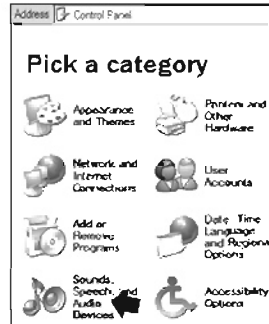 Address Control Panel
Pick a category
Appearance
and Themes
Printers and
Other
Hardware
Network and
Internet
Connections
User
Accounts
Add or
Remove
Programs
Date, Time,
Language,
and Regional
Options
Sounds,
Speech, and
Audio
Devices
Accessibility
Options